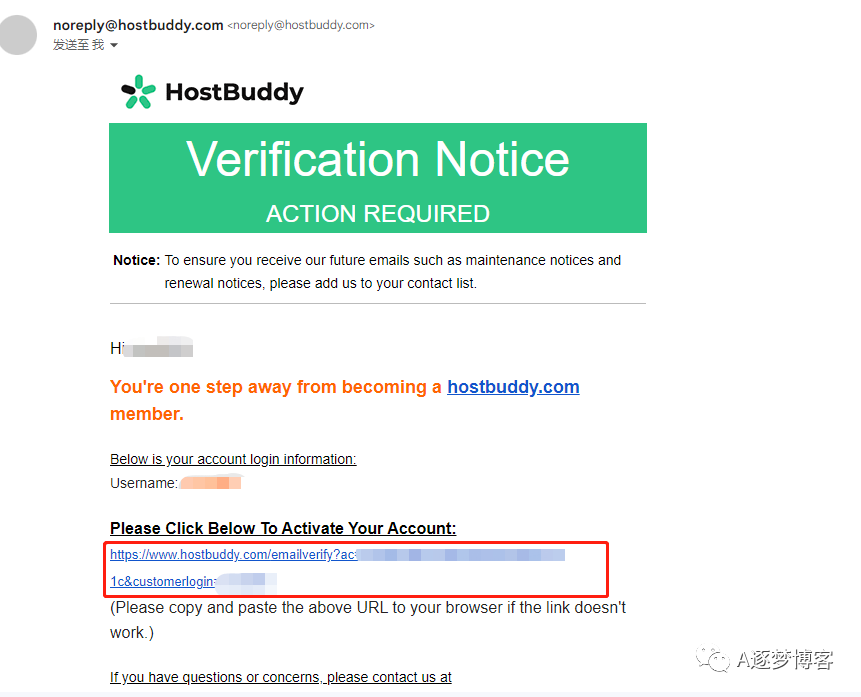 noreply@hostbuddy.com <noreply@hostbuddy.com>
发送至 我
HostBuddy
Verification Notice
ACTION REQUIRED
Notice: To ensure you receive our future emails such as maintenance notices and
renewal notices, please add us to your contact list.
Hi
You're one step away from becoming a hostbuddy.com
member.
Below is your account login information:
Username:
Please Click Below To Activate Your Account:
https://www.hostbuddy.com/emailverify?ac=
1c&customerlogin=
(Please copy and paste the above URL to your browser if the link doesn't
work.)
If you have questions or concerns, please contact us at
A逐梦博客